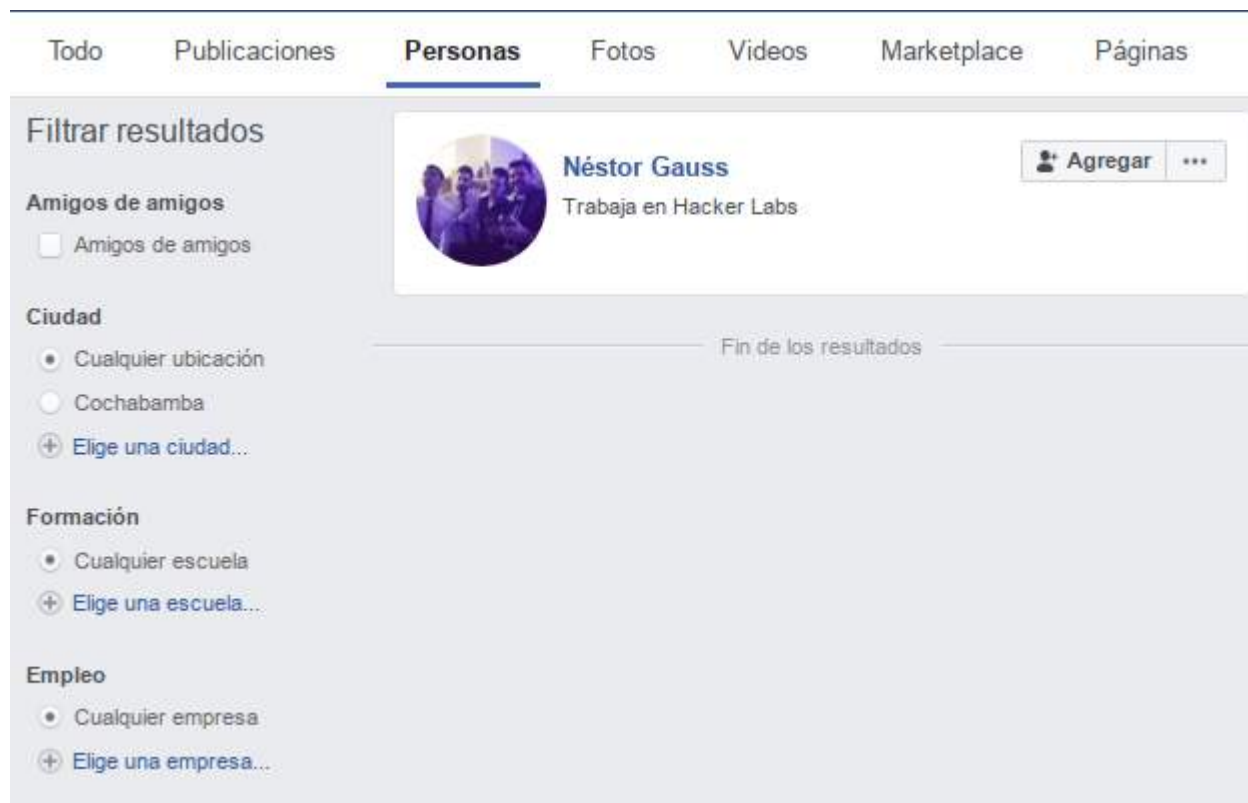 Todo Publicaciones Personas Fotos Videos Marketplace Páginas
Filtrar resultados
Amigos de amigos
Amigos de amigos
Ciudad
Cualquier ubicación
Cochabamba
Elige una ciudad...
Formación
Cualquier escuela
Elige una escuela...
Empleo
Cualquier empresa
Elige una empresa...
Néstor Gauss
Trabaja en Hacker Labs
Agregar ...
Fin de los resultados